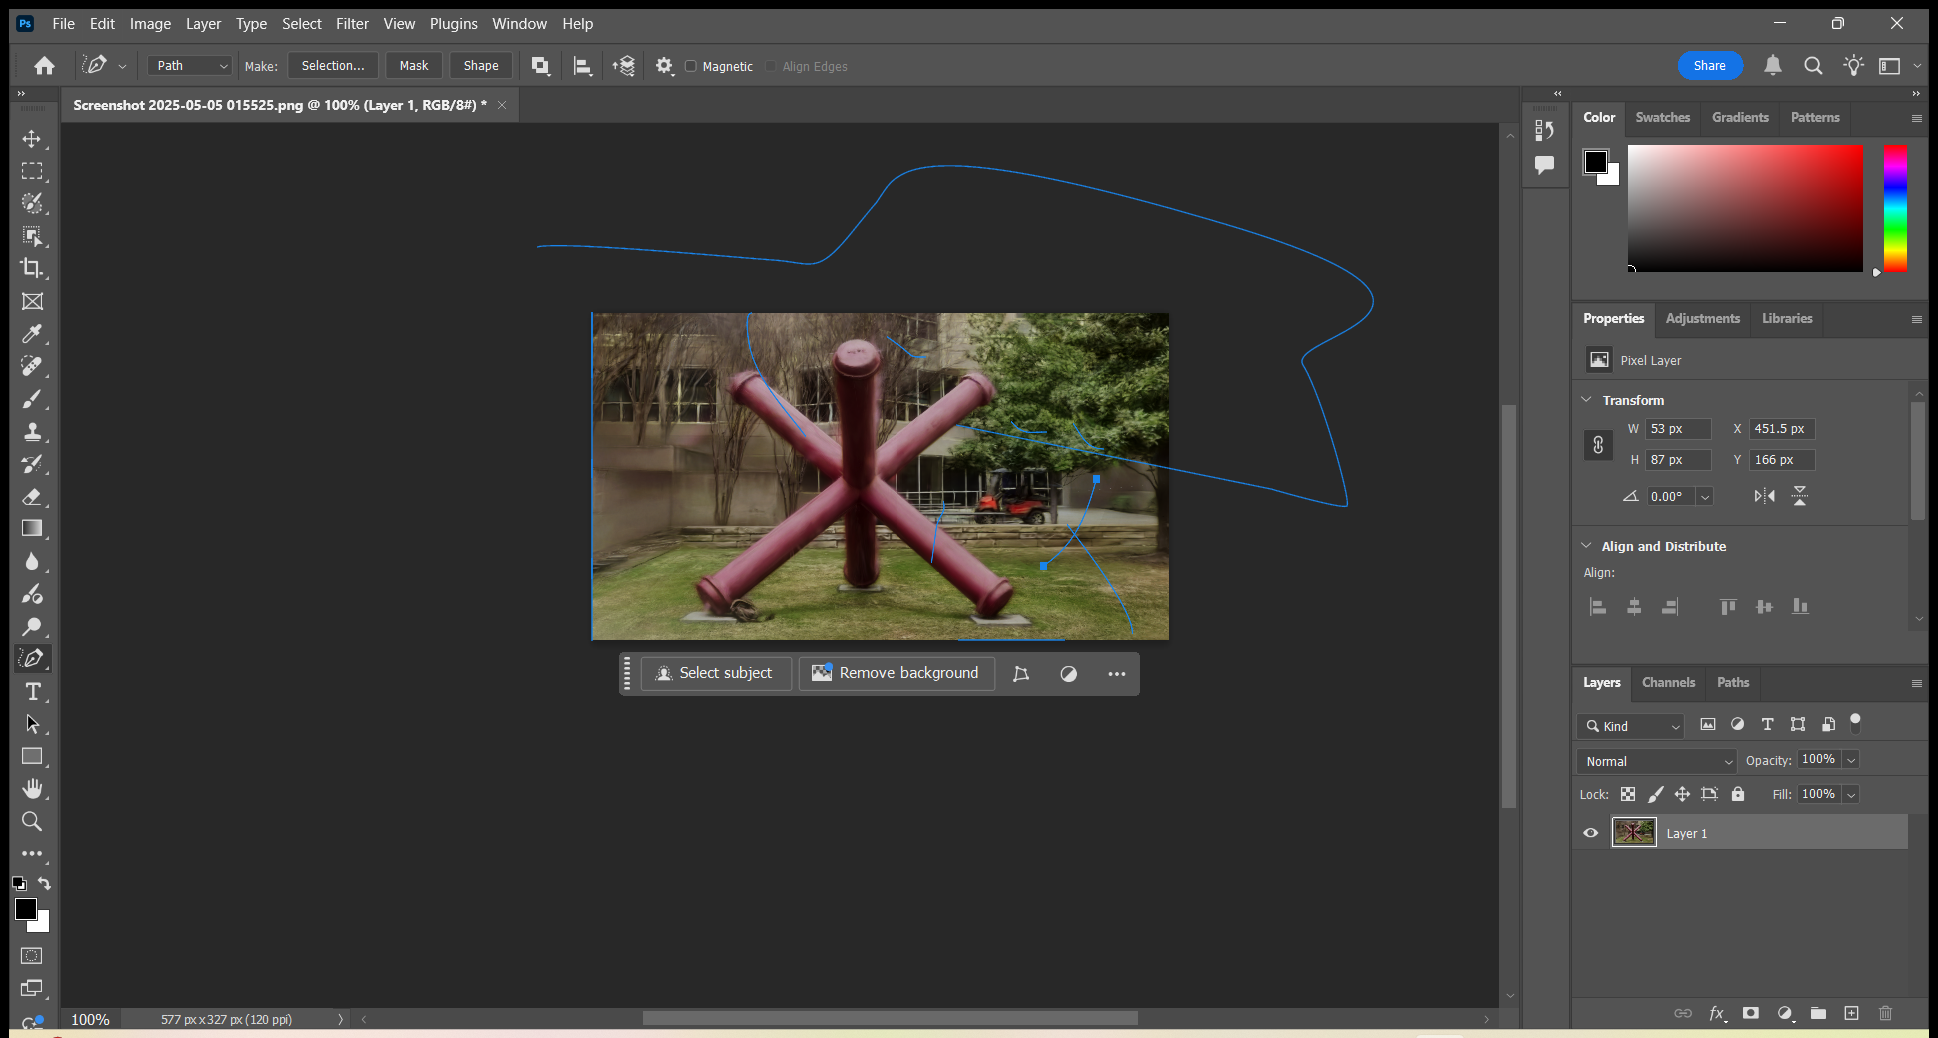 Ps File Edit Image Layer Type Select Filter View Plugins Window Help
Path Make: Selection... Mask Shape Magnetic Align Edges Share
Screenshot 2025-05-05 015525.png @ 100% (Layer 1, RGB/8#) *
Color Swatches Gradients Patterns
Properties Adjustments Libraries
Pixel Layer
Transform
W 53 px X 451.5 px
H 87 px Y 166 px
0.00°
Align and Distribute
Align:
Select subject Remove background
Layers Channels Paths
Kind
Normal Opacity: 100%
Lock: Fill: 100%
Layer 1
fx
100% 577 px x 327 px (120 ppi)